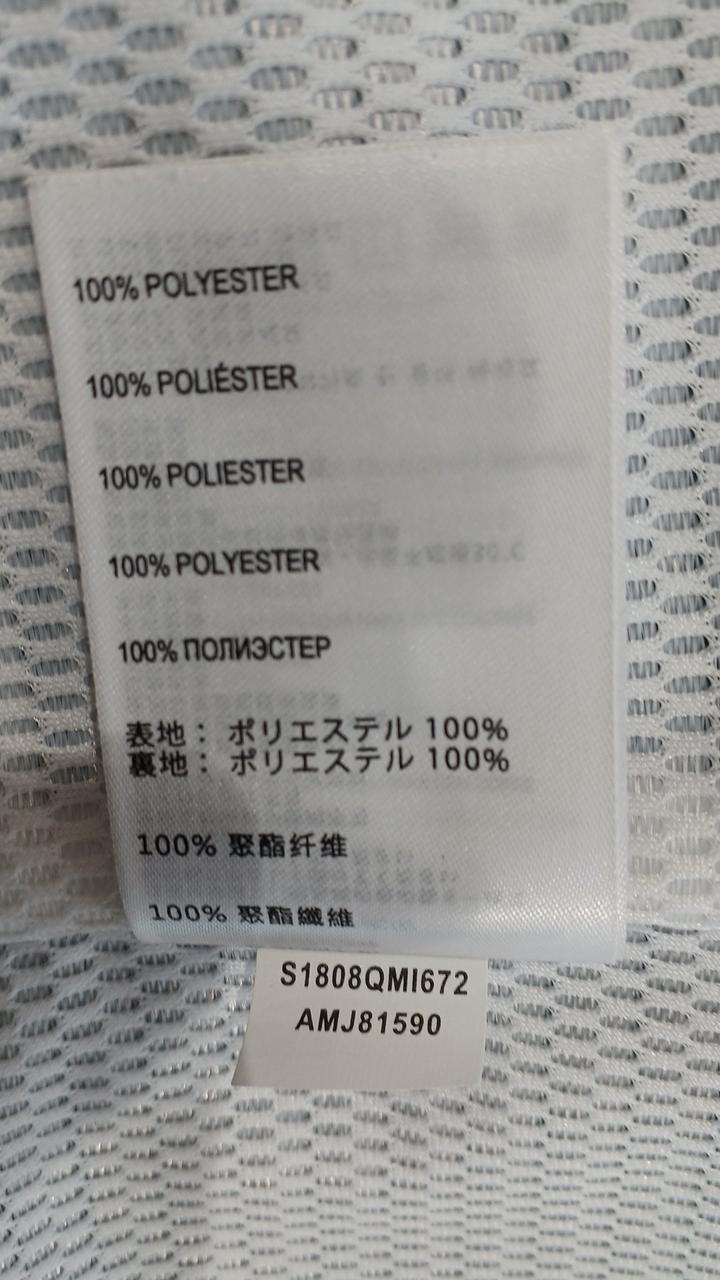 100% POLYESTER
100% POLIÉSTER
100% POLIESTER
100% POLYESTER
100% ПОЛИЭСТЕР
表地： ポリエステル 100%
裏地： ポリエステル 100%
100% 聚酯纤维
100% 聚酯纖維
S1808QMI672
AMJ81590